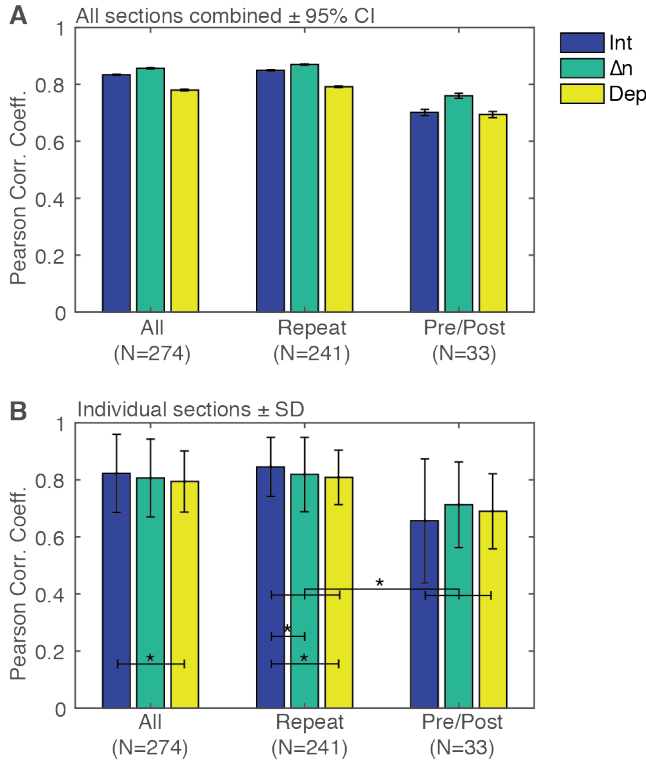 A
All sections combined ± 95% CI
Pearson Corr. Coeff.
1
0.8
0.6
0.4
0.2
0
All
(N=274)
Repeat
(N=241)
Pre/Post
(N=33)
Int
Δn
Dep
B
Individual sections ± SD
Pearson Corr. Coeff.
1
0.8
0.6
0.4
0.2
0
*
*
*
*
All
(N=274)
Repeat
(N=241)
Pre/Post
(N=33)